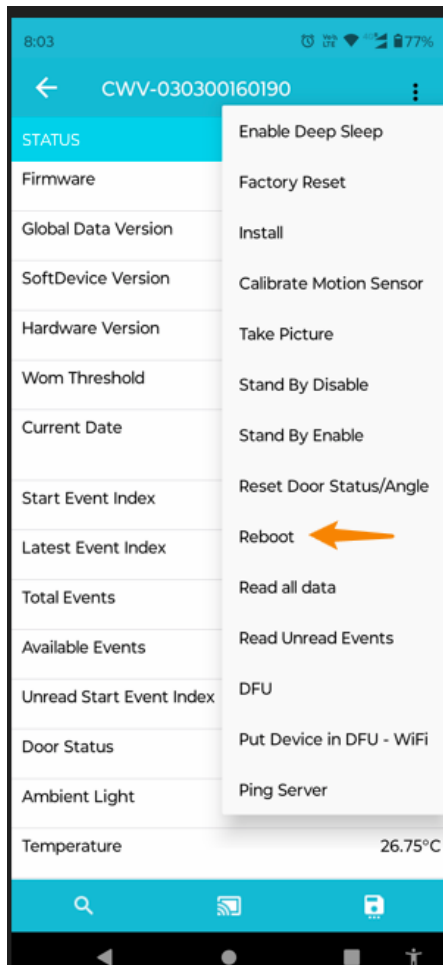 8:03
Vo))
LTE
4G
77%
CWV-030300160190
STATUS
Firmware
Global Data Version
SoftDevice Version
Hardware Version
Wom Threshold
Current Date
Start Event Index
Latest Event Index
Total Events
Available Events
Unread Start Event Index
Door Status
Ambient Light
Temperature 26.75°C
Enable Deep Sleep
Factory Reset
Install
Calibrate Motion Sensor
Take Picture
Stand By Disable
Stand By Enable
Reset Door Status/Angle
Reboot
Read all data
Read Unread Events
DFU
Put Device in DFU - WiFi
Ping Server